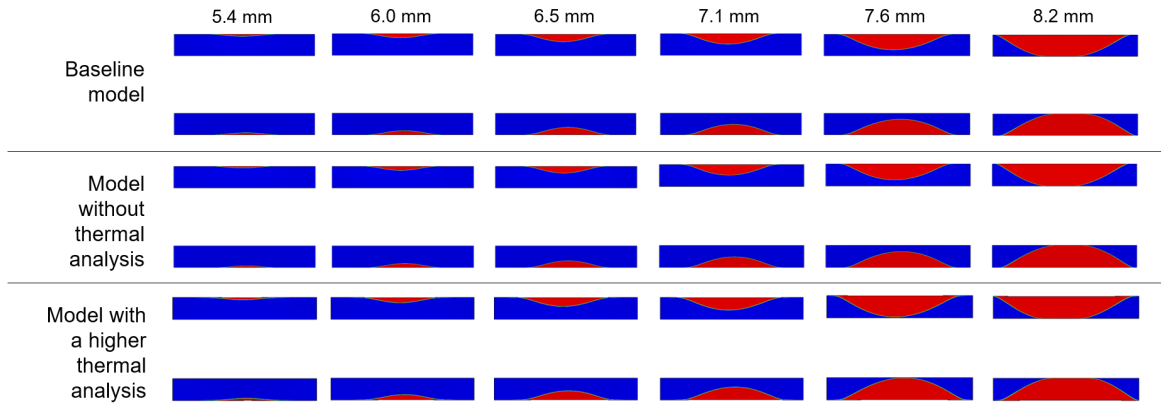 5.4 mm 6.0 mm 6.5 mm 7.1 mm 7.6 mm 8.2 mm
Baseline
model
Model
without
thermal
analysis
Model with
a higher
thermal
analysis